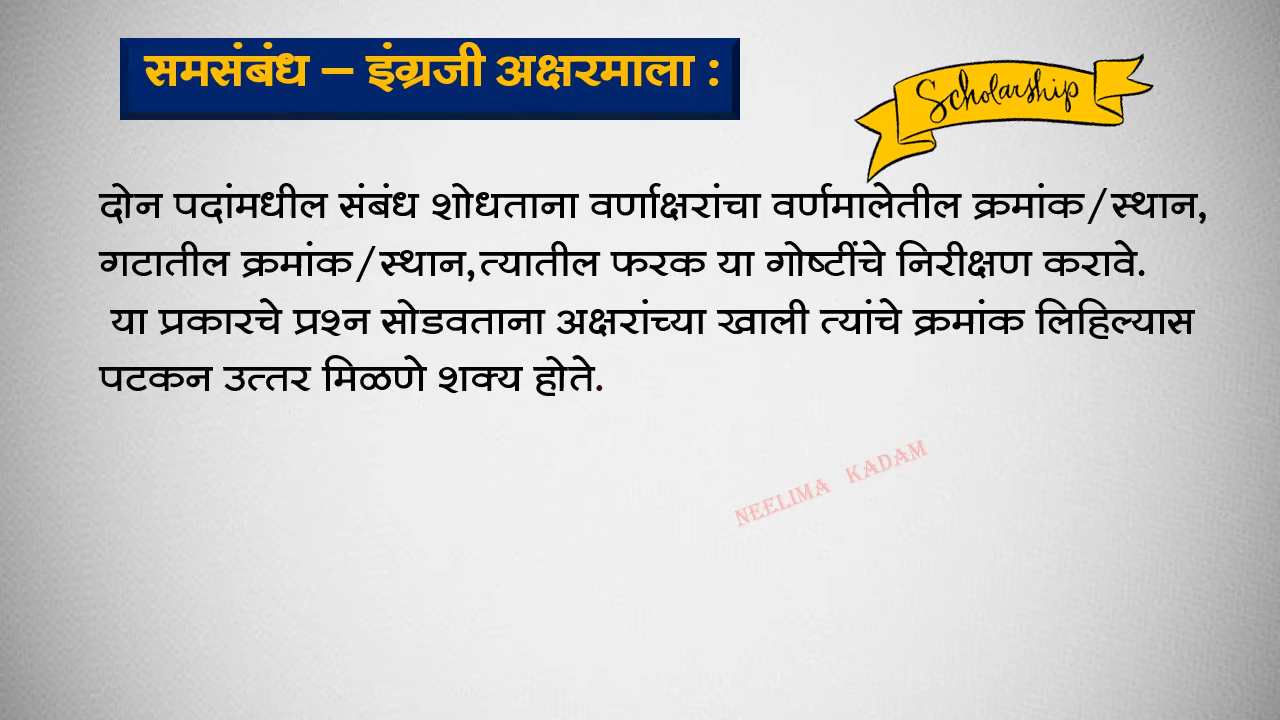 समसंबंध – इंग्रजी अक्षरमाला :
Scholarship
दोन पदांमधील संबंध शोधताना वर्णाक्षरांचा वर्णमालेतील क्रमांक/स्थान,
गटातील क्रमांक/स्थान,त्यातील फरक या गोष्टींचे निरीक्षण करावे.
या प्रकारचे प्रश्न सोडवताना अक्षरांच्या खाली त्यांचे क्रमांक लिहिल्यास
पटकन उत्तर मिळणे शक्य होते.
NEELIMA KADAM